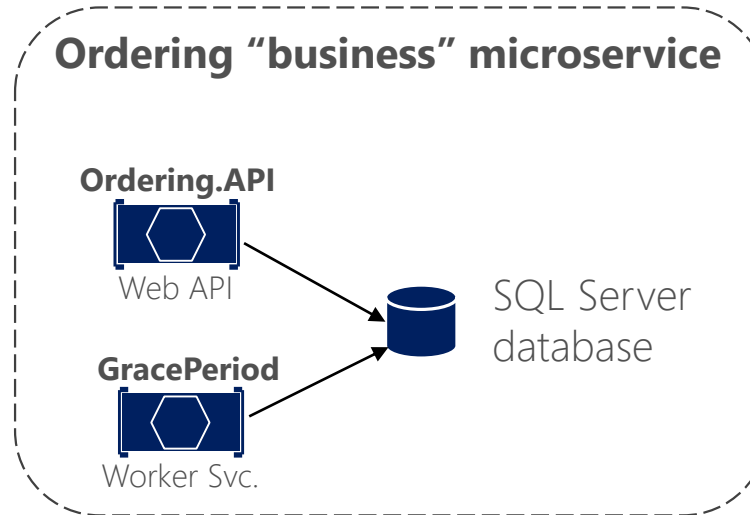 Ordering “business” microservice
Ordering.API
Web API
SQL Server
database
GracePeriod
Worker Svc.